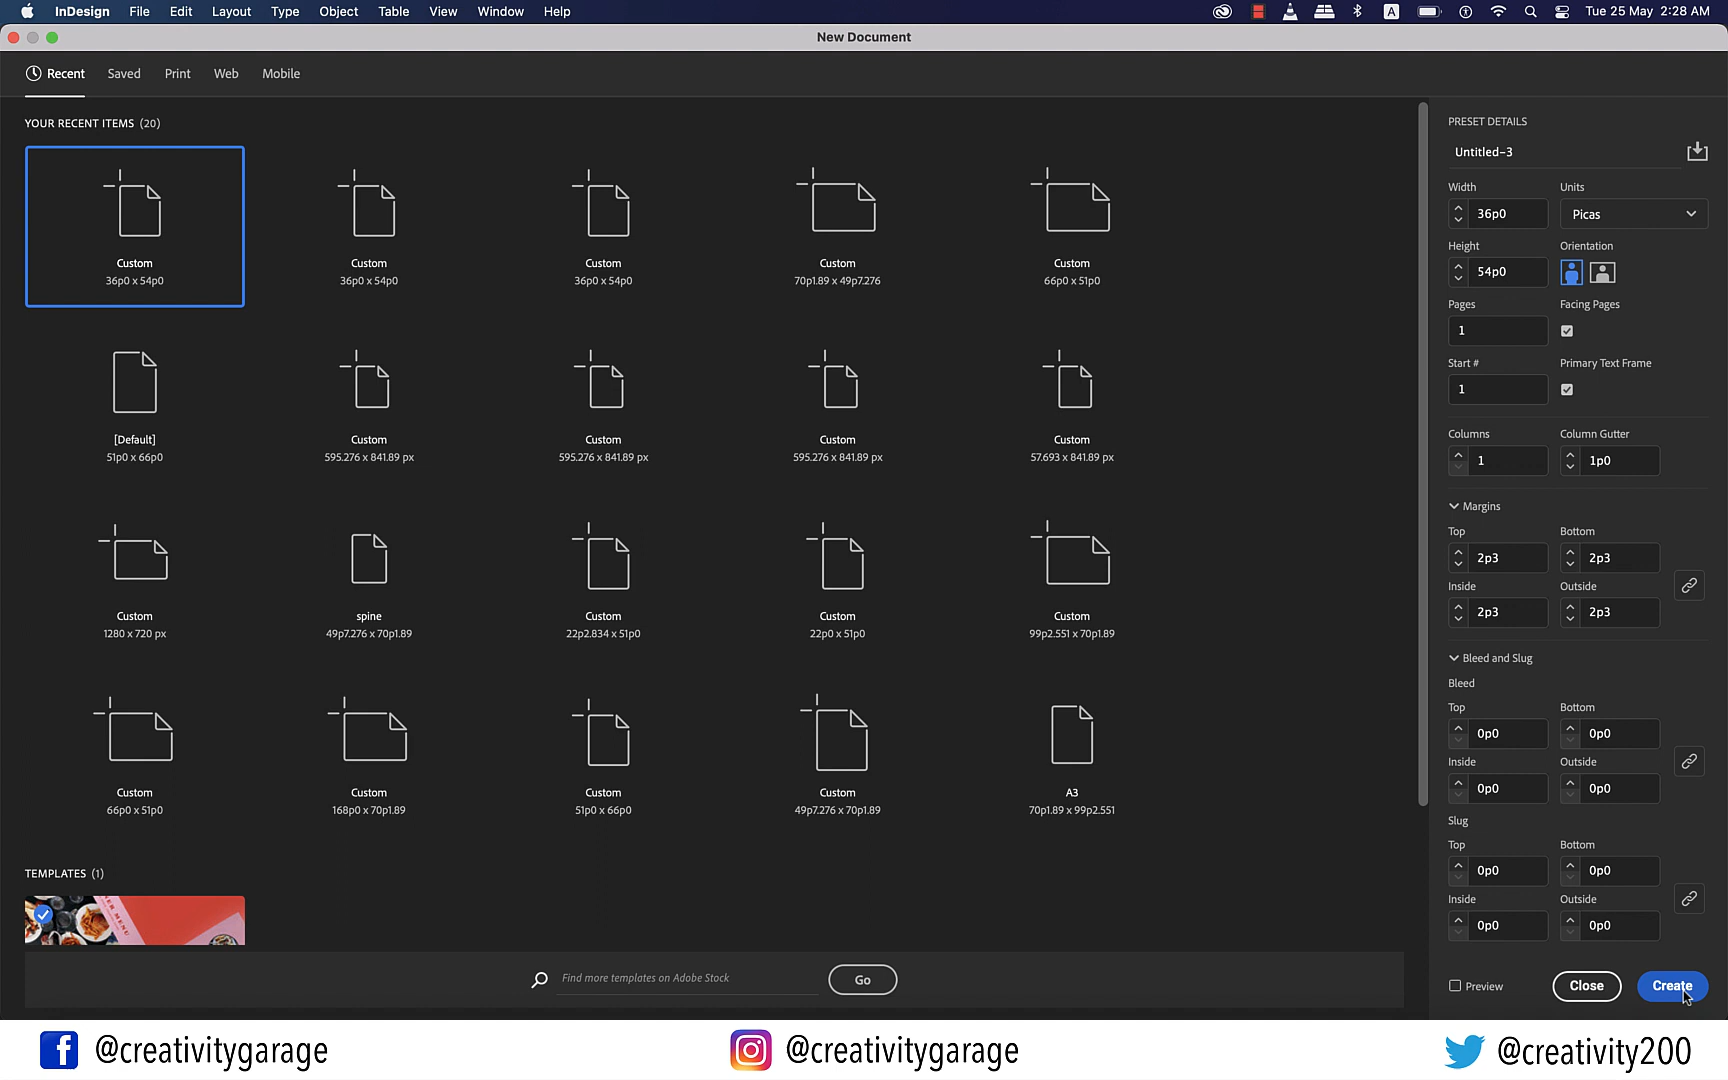 InDesign File Edit Layout Type Object Table View Window Help A Tue 25 May 2:28 AM
New Document
Recent Saved Print Web Mobile
YOUR RECENT ITEMS (20)
Custom Custom Custom Custom Custom
36p0 x 54p0 36p0 x 54p0 36p0 x 54p0 70p1.89 x 49p7.276 66p0 x 51p0
[Default] Custom Custom Custom Custom
51p0 x 66p0 595.276 x 841.89 px 595.276 x 841.89 px 595.276 x 841.89 px 57.693 x 841.89 px
Custom spine Custom Custom Custom
1280 x 720 px 49p7.276 x 70p1.89 22p2.834 x 51p0 22p0 x 51p0 99p2.551 x 70p1.89
Custom Custom Custom Custom A3
66p0 x 51p0 168p0 x 70p1.89 51p0 x 66p0 49p7.276 x 70p1.89 70p1.89 x 99p2.551
TEMPLATES (1)
Find more templates on Adobe Stock Go
PRESET DETAILS
Untitled-3
Width Units
36p0 Picas
Height Orientation
54p0
Pages Facing Pages
1
Start # Primary Text Frame
1
Columns Column Gutter
1 1p0
Margins
Top Bottom
2p3 2p3
Inside Outside
2p3 2p3
Bleed and Slug
Bleed
Top Bottom
0p0 0p0
Inside Outside
0p0 0p0
Slug
Top Bottom
0p0 0p0
Inside Outside
0p0 0p0
Preview Close Create
@creativitygarage @creativitygarage @creativity200